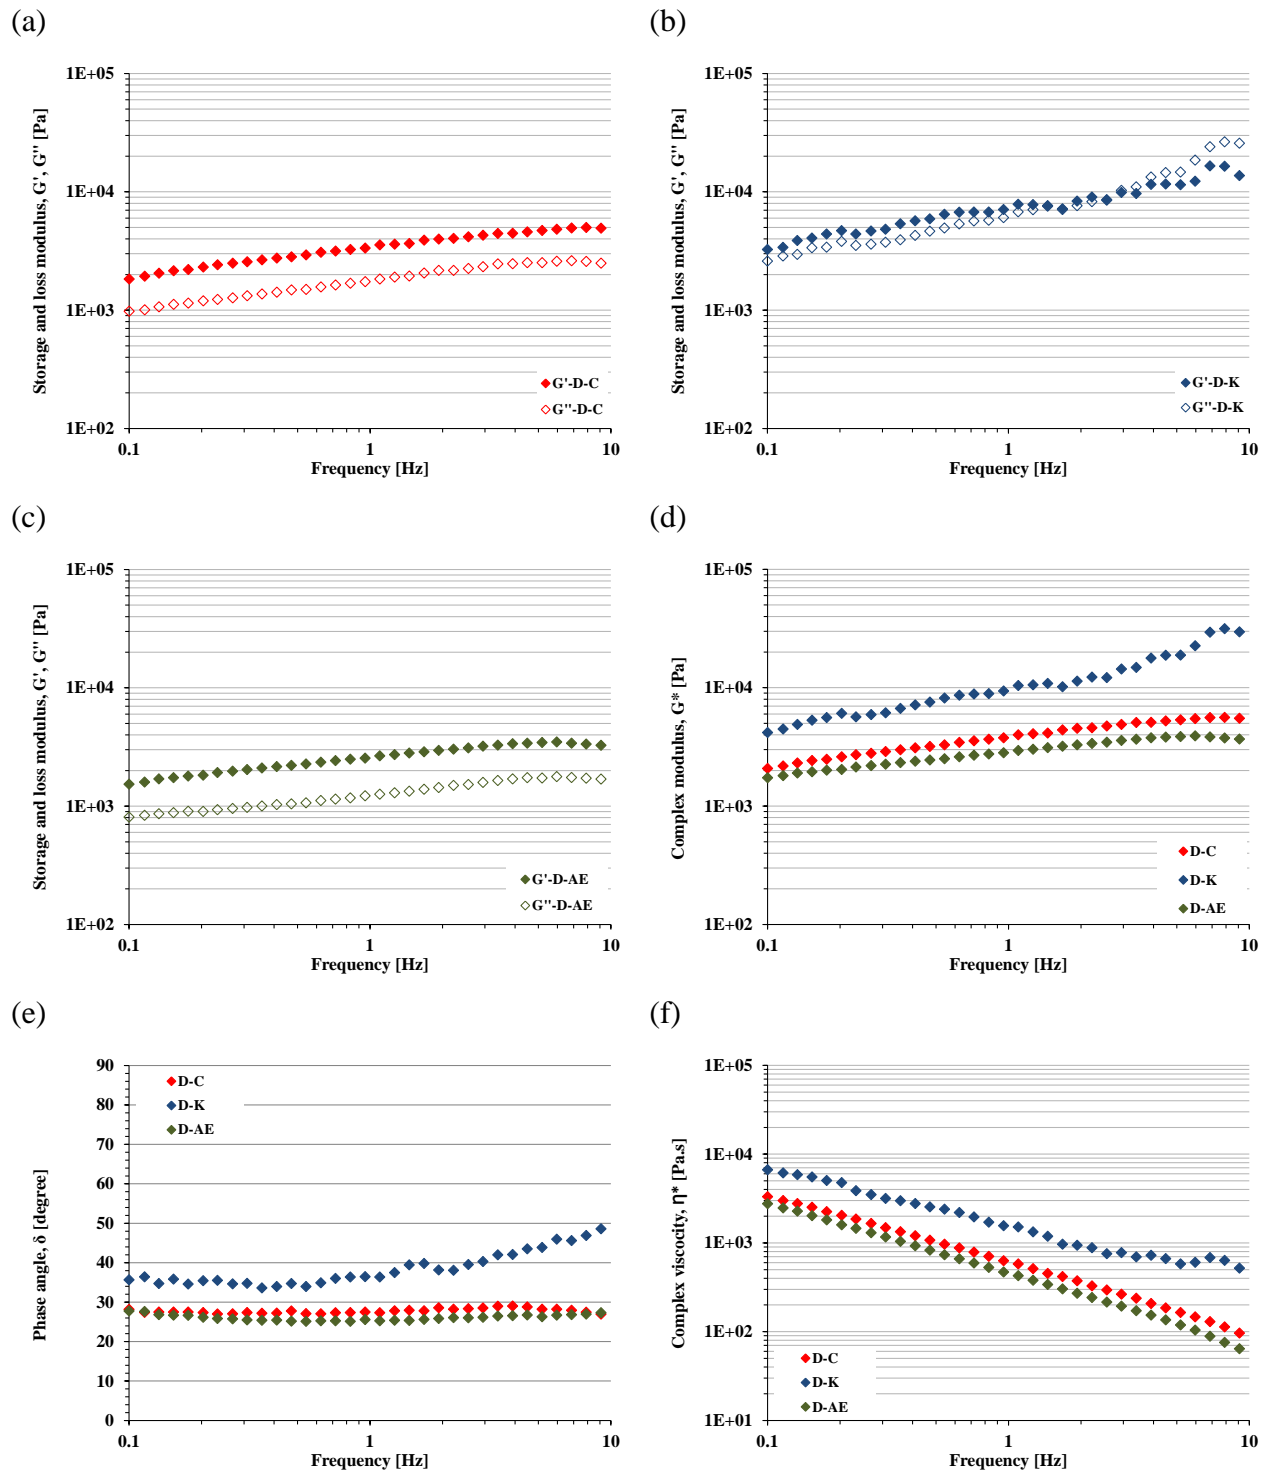 (a)
Storage and loss modulus, G', G'' [Pa]
1E+05
1E+04
1E+03
1E+02
0.1
1
10
Frequency [Hz]
G'-D-C
G''-D-C
(b)
Storage and loss modulus, G', G'' [Pa]
1E+05
1E+04
1E+03
1E+02
0.1
1
10
Frequency [Hz]
G'-D-K
G''-D-K
(c)
Storage and loss modulus, G', G'' [Pa]
1E+05
1E+04
1E+03
1E+02
0.1
1
10
Frequency [Hz]
G'-D-AE
G''-D-AE
(d)
Complex modulus, G* [Pa]
1E+05
1E+04
1E+03
1E+02
0.1
1
10
Frequency [Hz]
D-C
D-K
D-AE
(e)
Phase angle, δ [degree]
90
80
70
60
50
40
30
20
10
0
0.1
1
10
Frequency [Hz]
D-C
D-K
D-AE
(f)
Complex viscocity, η* [Pa.s]
1E+05
1E+04
1E+03
1E+02
1E+01
0.1
1
10
Frequency [Hz]
D-C
D-K
D-AE